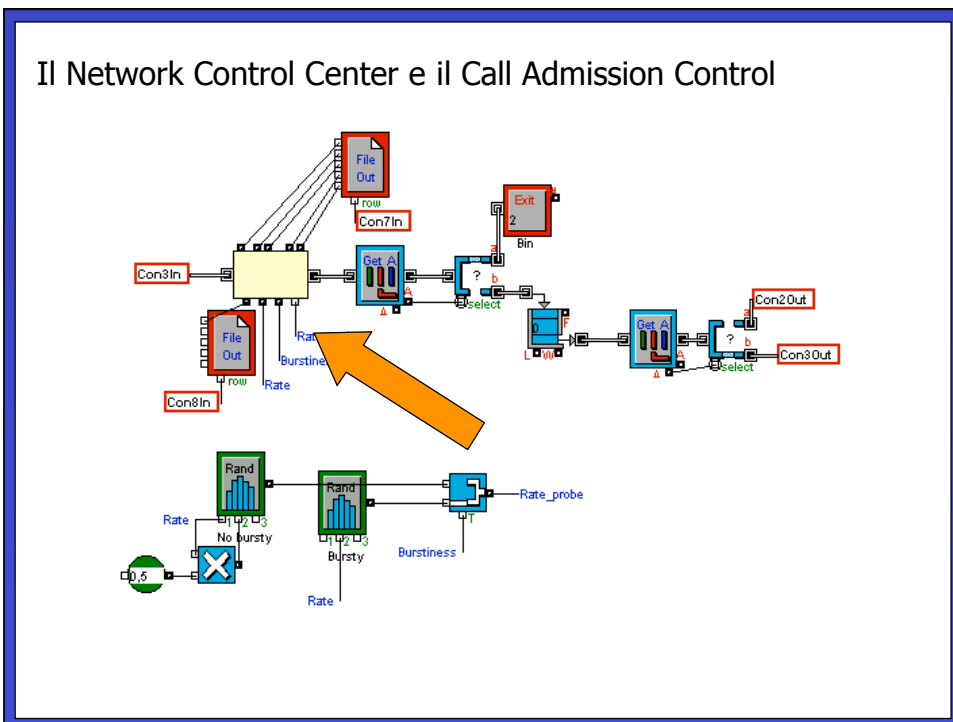 Il Network Control Center e il Call Admission Control
File
Out
row
Con7In
Exit
2
Bin
a
Con3In
Get A
A
Δ
?
b
select
0
F
L W
Get A
A
Δ
?
a
b
select
Con2Out
Con3Out
File
Out
row
Con8In
Rate
Burstiness
Rand
1 2 3
No bursty
Rate
0,5
Rand
1 2 3
Bursty
Rate
T
Burstiness
Rate_probe